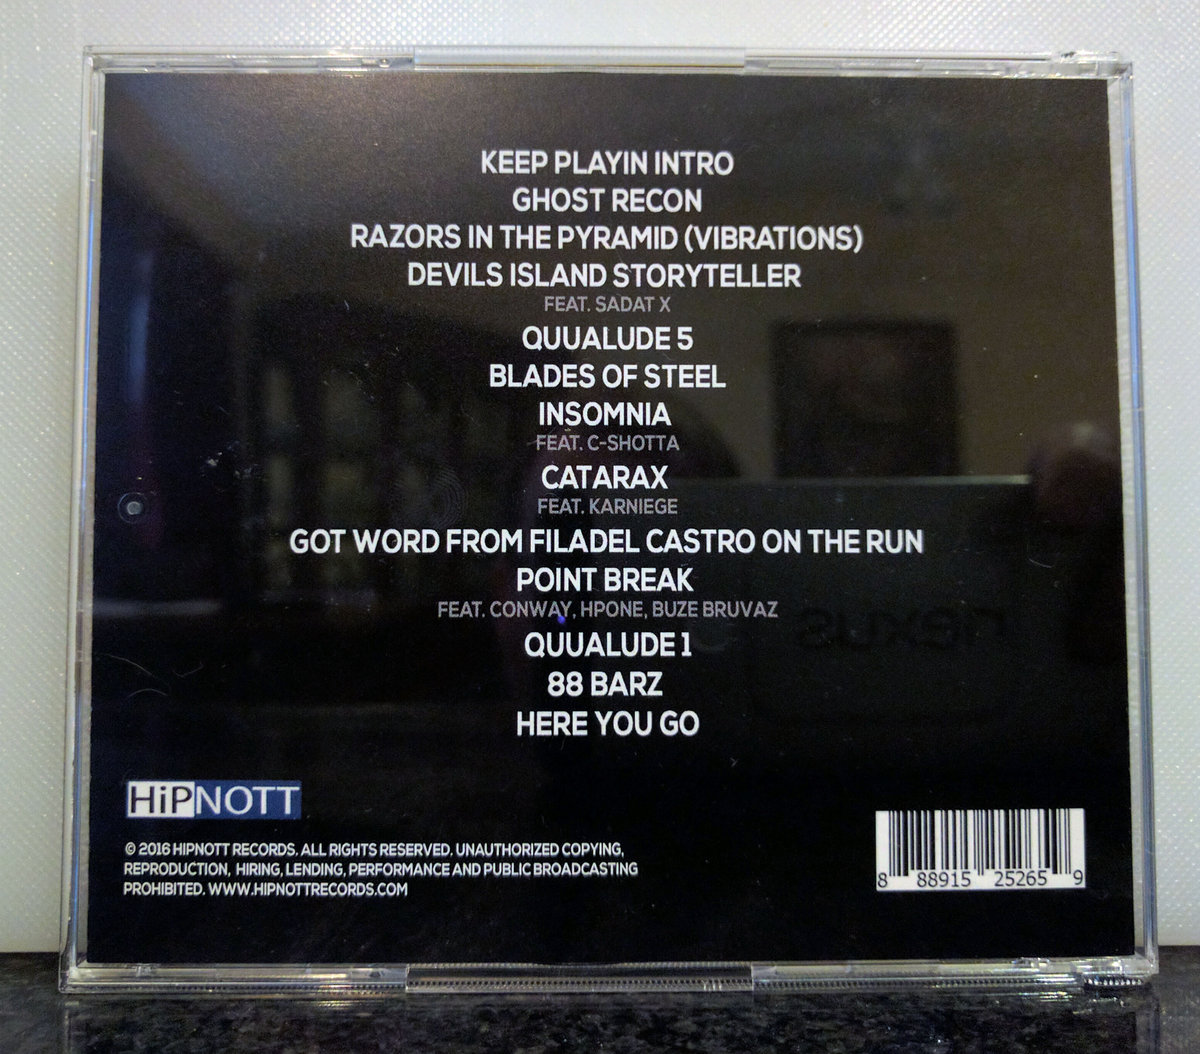 KEEP PLAYIN INTRO
GHOST RECON
RAZORS IN THE PYRAMID (VIBRATIONS)
DEVILS ISLAND STORYTELLER
FEAT. SADAT X
QUUALUDE 5
BLADES OF STEEL
INSOMNIA
FEAT. C-SHOTTA
CATARAX
FEAT. KARNIEGE
GOT WORD FROM FILADEL CASTRO ON THE RUN
POINT BREAK
FEAT. CONWAY, HPONE, BUZE BRUVAZ
nexus
QUUALUDE 1
88 BARZ
HERE YOU GO
HiPNOTT
© 2016 HIPNOTT RECORDS. ALL RIGHTS RESERVED. UNAUTHORIZED COPYING,
REPRODUCTION, HIRING, LENDING, PERFORMANCE AND PUBLIC BROADCASTING
PROHIBITED. WWW.HIPNOTTRECORDS.COM
8 88915 25265 9